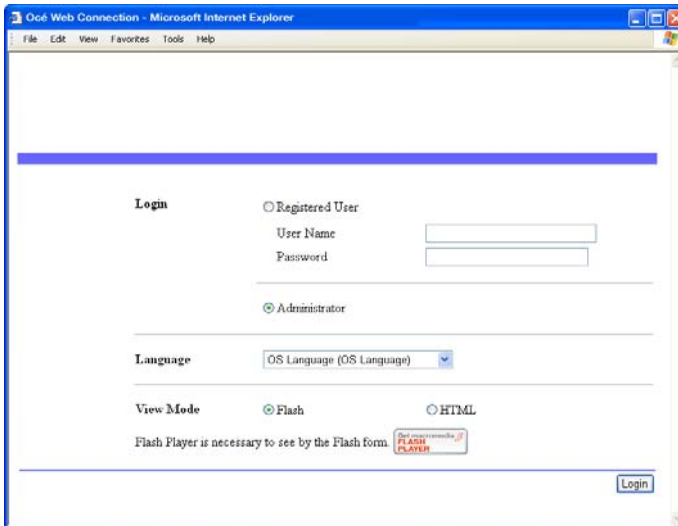 Océ Web Connection - Microsoft Internet Explorer
File Edit View Favorites Tools Help
Login
Registered User
User Name
Password
Administrator
Language
OS Language (OS Language)
View Mode
Flash
HTML
Flash Player is necessary to see by the Flash form.
Get macromedia
FLASH
PLAYER
Login